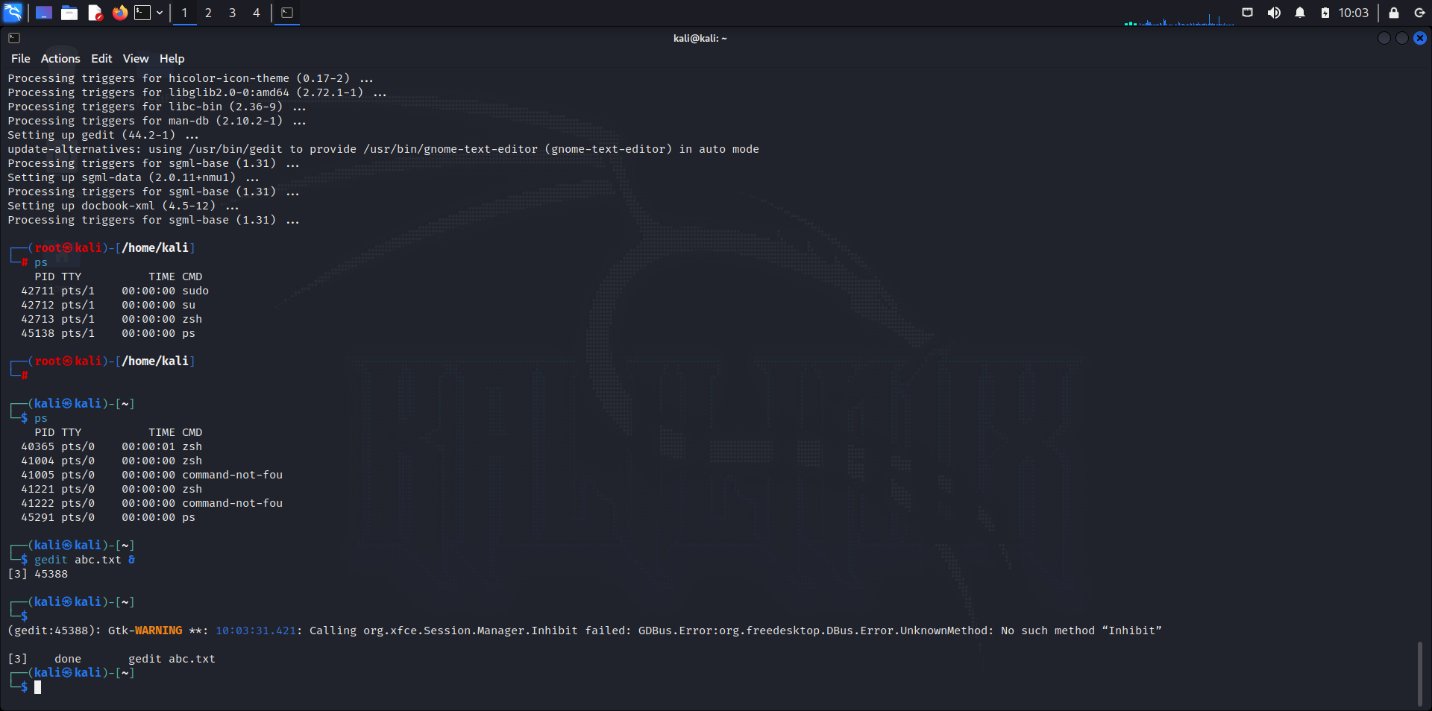 1 2 3 4 10:03
kali@kali: ~
File Actions Edit View Help
Processing triggers for hicolor-icon-theme (0.17-2) ...
Processing triggers for libglib2.0-0:amd64 (2.72.1-1) ...
Processing triggers for libc-bin (2.36-9) ...
Processing triggers for man-db (2.10.2-1) ...
Setting up gedit (44.2-1) ...
update-alternatives: using /usr/bin/gedit to provide /usr/bin/gnome-text-editor (gnome-text-editor) in auto mode
Processing triggers for sgml-base (1.31) ...
Setting up sgml-data (2.0.11+nmu1) ...
Processing triggers for sgml-base (1.31) ...
Setting up docbook-xml (4.5-12) ...
Processing triggers for sgml-base (1.31) ...
┌──(root㉿kali)-[/home/kali]
└─# ps
PID TTY TIME CMD
42711 pts/1 00:00:00 sudo
42712 pts/1 00:00:00 su
42713 pts/1 00:00:00 zsh
45138 pts/1 00:00:00 ps
┌──(root㉿kali)-[/home/kali]
└─#
┌──(kali㉿kali)-[~]
└─$ ps
PID TTY TIME CMD
40365 pts/0 00:00:01 zsh
41004 pts/0 00:00:00 zsh
41005 pts/0 00:00:00 command-not-fou
41221 pts/0 00:00:00 zsh
41222 pts/0 00:00:00 command-not-fou
45291 pts/0 00:00:00 ps
┌──(kali㉿kali)-[~]
└─$ gedit abc.txt &
[3] 45388
┌──(kali㉿kali)-[~]
└─$
(gedit:45388): Gtk-WARNING **: 10:03:31.421: Calling org.xfce.Session.Manager.Inhibit failed: GDBus.Error:org.freedesktop.DBus.Error.UnknownMethod: No such method “Inhibit”
[3] done gedit abc.txt
┌──(kali㉿kali)-[~]
└─$